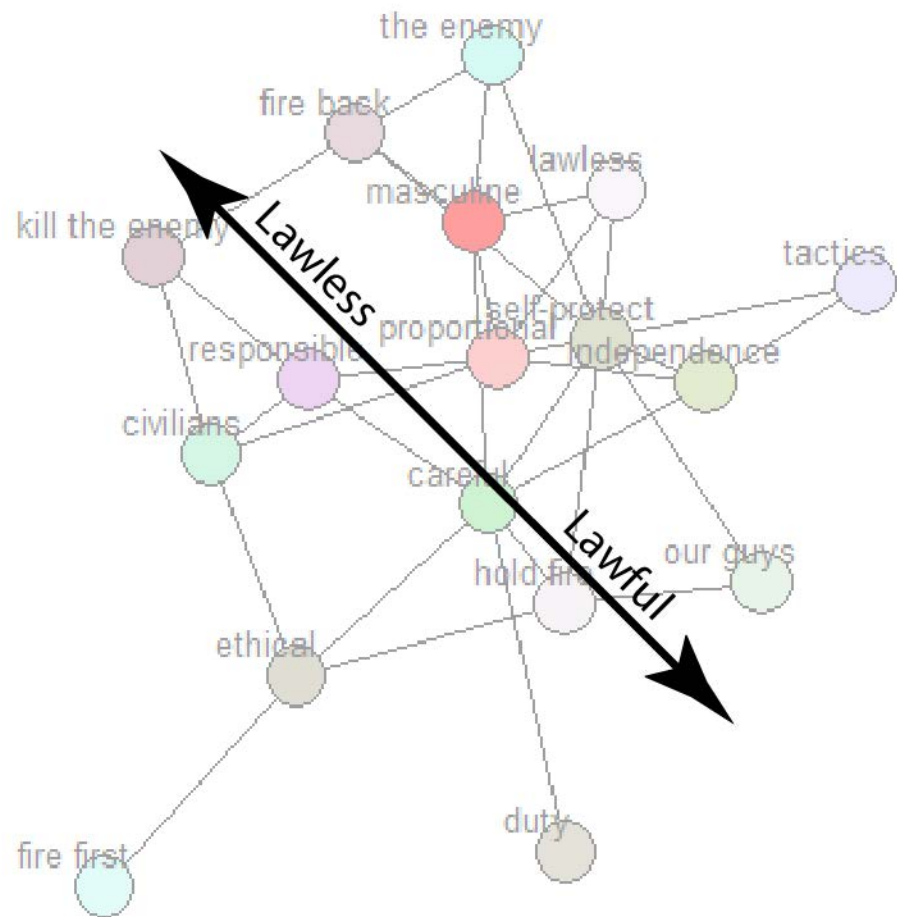 the enemy
fire back
lawless
masculine
kill the enemy
Lawless
tactics
self-protect
proportional
responsible
independence
civilians
careful
Lawful
our guys
hold fire
ethical
duty
fire first